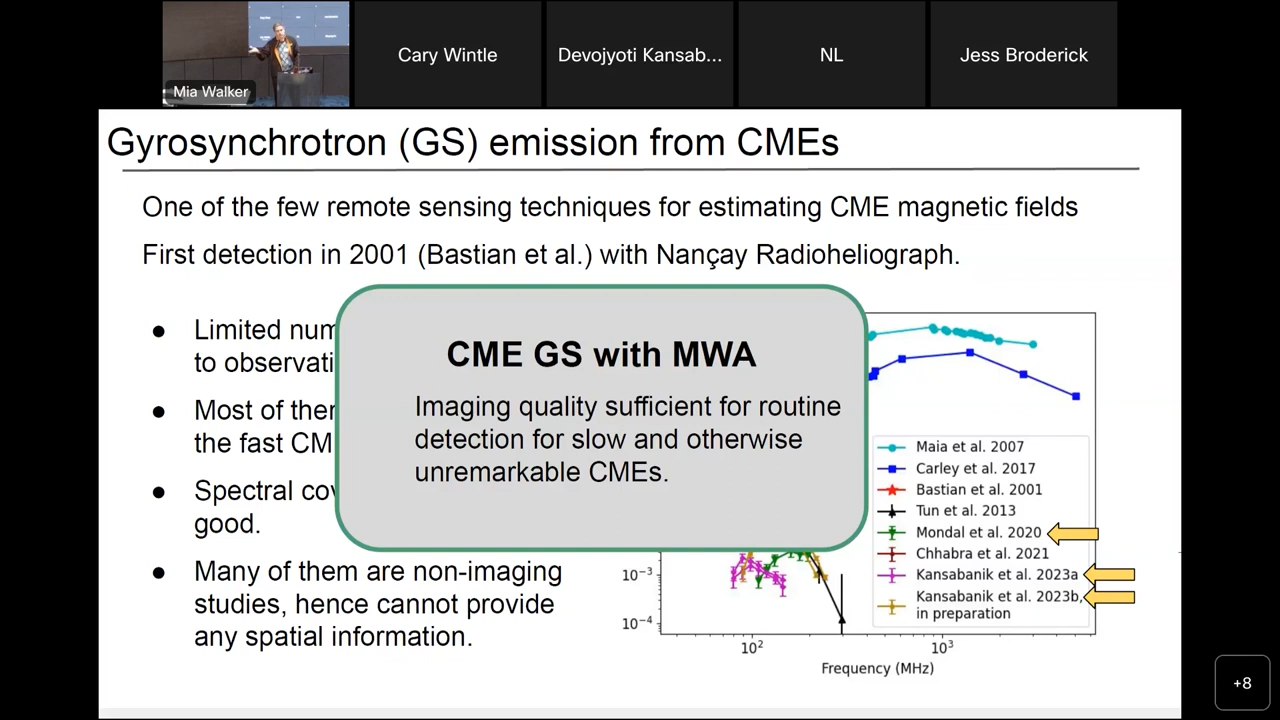 Mia Walker
Cary Wintle
Devojyoti Kansab...
NL
Jess Broderick
Gyrosynchrotron (GS) emission from CMEs
One of the few remote sensing techniques for estimating CME magnetic fields
First detection in 2001 (Bastian et al.) with Nançay Radioheliograph.
● Limited
to
● Most of
the fast
● Spectral
good.
● Many of them are non-imaging
studies, hence cannot provide
any spatial information.
CME GS with MWA
Imaging quality sufficient for routine
detection for slow and otherwise
unremarkable CMEs.
Maia et al. 2007
Carley et al. 2017
Bastian et al. 2001
Tun et al. 2013
Mondal et al. 2020
Chhabra et al. 2021
Kansabanik et al. 2023a
Kansabanik et al. 2023b,
in preparation
10⁻³
10⁻⁴
10² 10³
Frequency (MHz)
+8